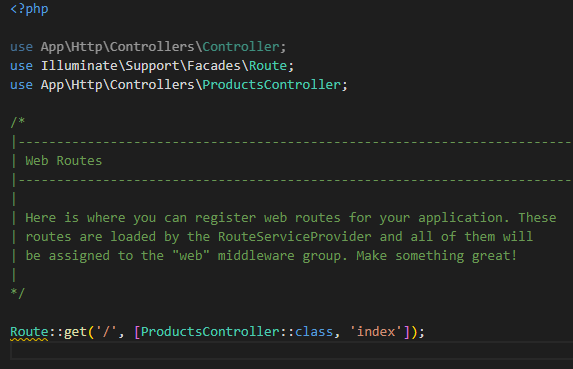 <?php
use App\Http\Controllers\Controller;
use Illuminate\Support\Facades\Route;
use App\Http\Controllers\ProductsController;
/*
|--------------------------------------------------------------------------
| Web Routes
|--------------------------------------------------------------------------
|
| Here is where you can register web routes for your application. These
| routes are loaded by the RouteServiceProvider and all of them will
| be assigned to the "web" middleware group. Make something great!
|
*/
Route::get('/', [ProductsController::class, 'index']);